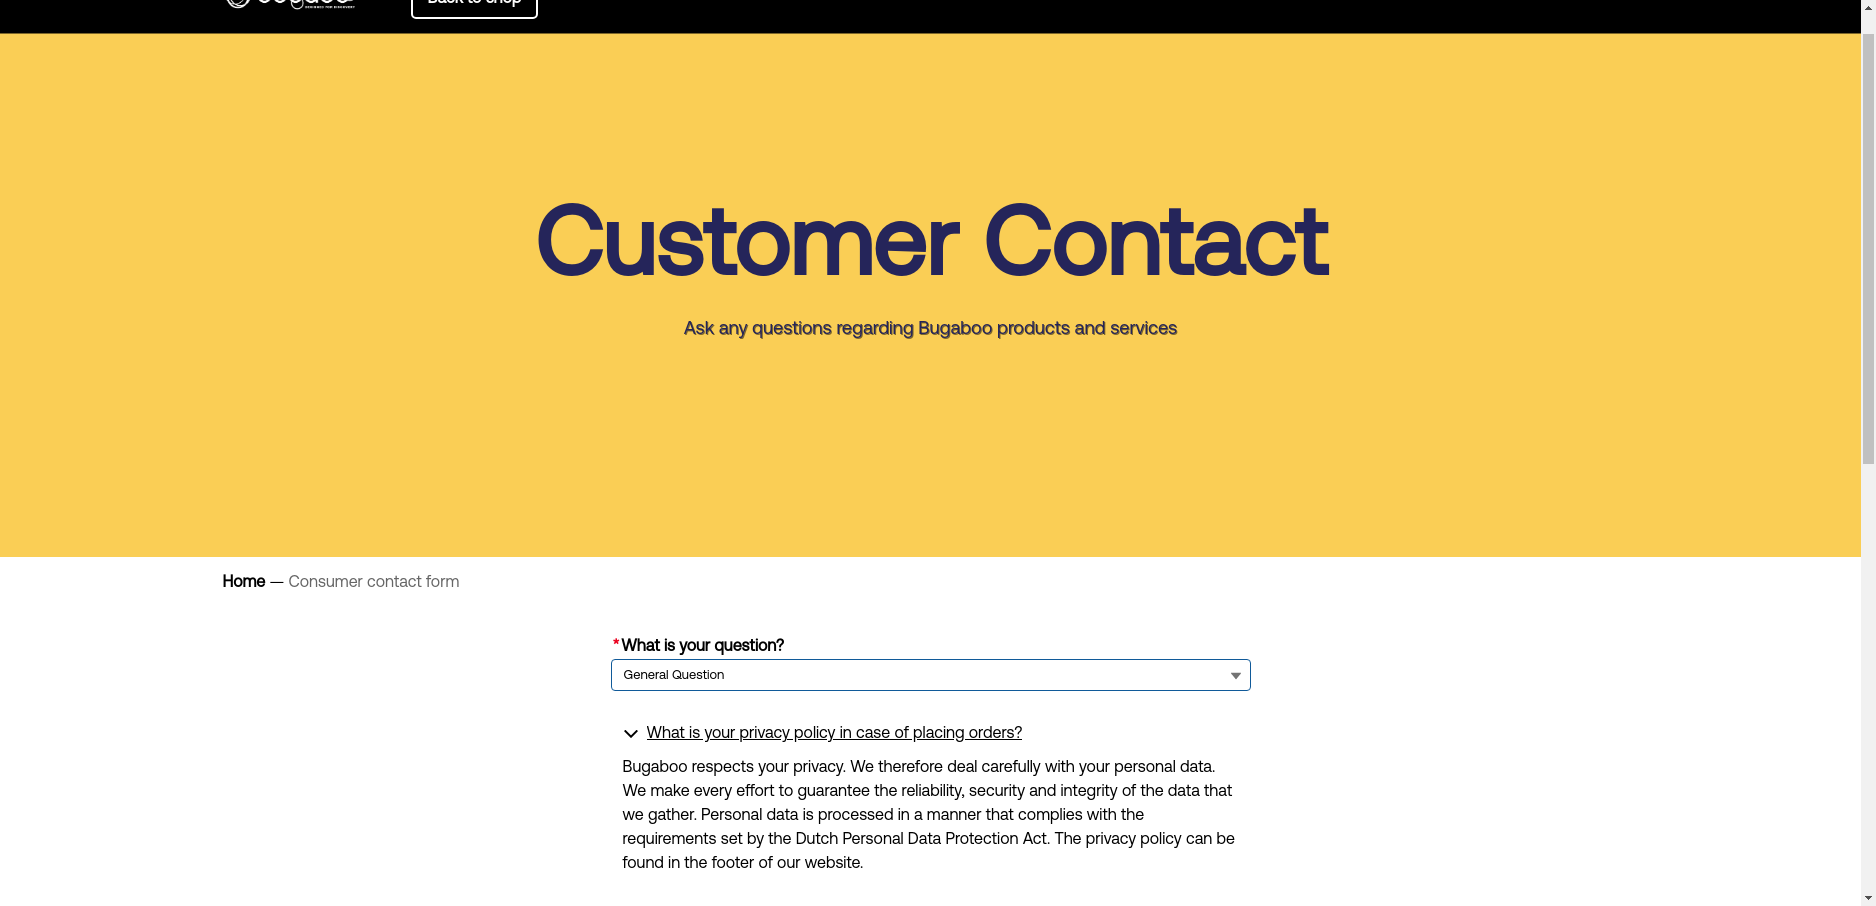 Back to shop
Customer Contact
Ask any questions regarding Bugaboo products and services
Home — Consumer contact form
*What is your question?
General Question
What is your privacy policy in case of placing orders?
Bugaboo respects your privacy. We therefore deal carefully with your personal data.
We make every effort to guarantee the reliability, security and integrity of the data that
we gather. Personal data is processed in a manner that complies with the
requirements set by the Dutch Personal Data Protection Act. The privacy policy can be
found in the footer of our website.